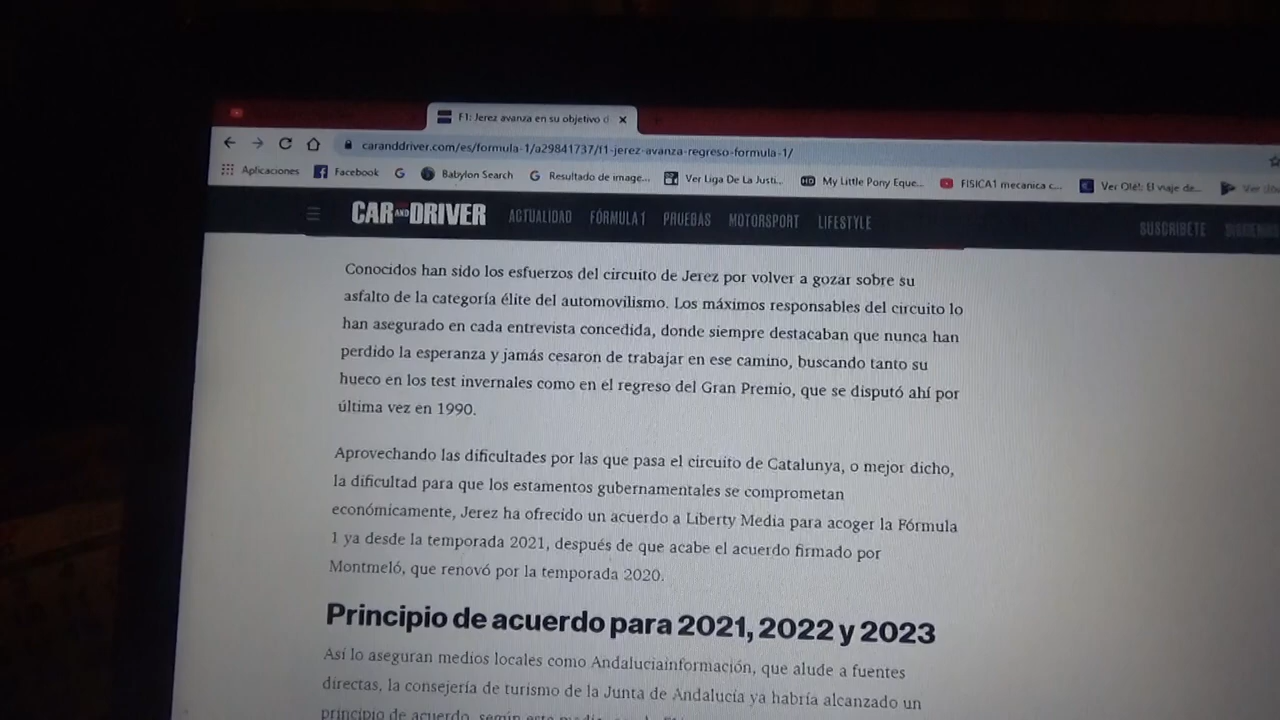 F1: Jerez avanza en su objetivo d
caranddriver.com/es/formula-1/a29841737/f1-jerez-avanza-regreso-formula-1/
Aplicaciones Facebook Babylon Search Resultado de image... Ver Liga De La Justi... My Little Pony Eque... FISICA1 mecanica c... Ver Olé!: El viaje de...
CAR AND DRIVER ACTUALIDAD FÓRMULA 1 PRUEBAS MOTORSPORT LIFESTYLE SUSCRÍBETE
Conocidos han sido los esfuerzos del circuito de Jerez por volver a gozar sobre su
asfalto de la categoría élite del automovilismo. Los máximos responsables del circuito lo
han asegurado en cada entrevista concedida, donde siempre destacaban que nunca han
perdido la esperanza y jamás cesaron de trabajar en ese camino, buscando tanto su
hueco en los test invernales como en el regreso del Gran Premio, que se disputó ahí por
última vez en 1990.
Aprovechando las dificultades por las que pasa el circuito de Catalunya, o mejor dicho,
la dificultad para que los estamentos gubernamentales se comprometan
económicamente, Jerez ha ofrecido un acuerdo a Liberty Media para acoger la Fórmula
1 ya desde la temporada 2021, después de que acabe el acuerdo firmado por
Montmeló, que renovó por la temporada 2020.
Principio de acuerdo para 2021, 2022 y 2023
Así lo aseguran medios locales como Andaluciainformación, que alude a fuentes
directas, la consejería de turismo de la Junta de Andalucía ya habría alcanzado un
principio de acuerdo, según este